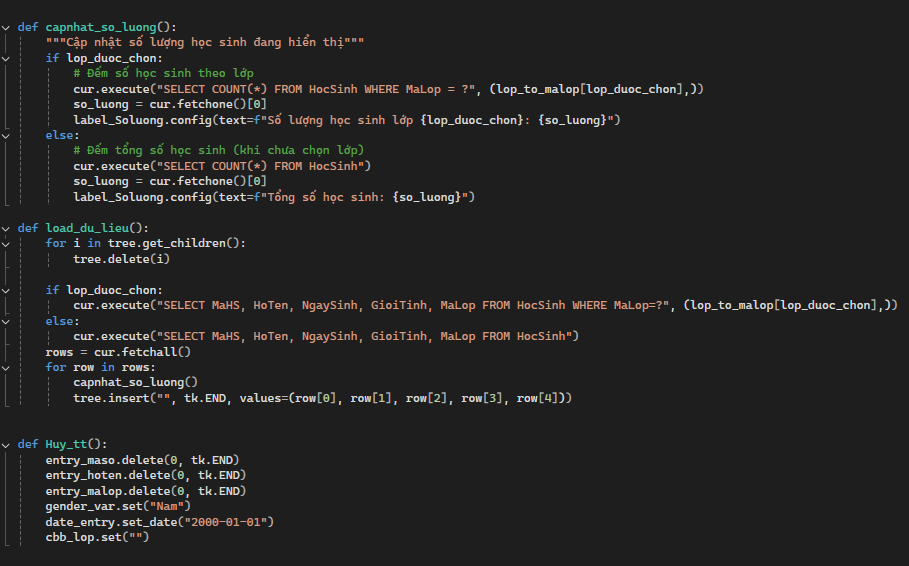 def capnhat_so_luong():
    """Cập nhật số lượng học sinh đang hiển thị"""
    if lop_duoc_chon:
        # Đếm số học sinh theo lớp
        cur.execute("SELECT COUNT(*) FROM HocSinh WHERE MaLop = ?", (lop_to_malop[lop_duoc_chon],))
        so_luong = cur.fetchone()[0]
        label_Soluong.config(text=f"Số lượng học sinh lớp {lop_duoc_chon}: {so_luong}")
    else:
        # Đếm tổng số học sinh (khi chưa chọn lớp)
        cur.execute("SELECT COUNT(*) FROM HocSinh")
        so_luong = cur.fetchone()[0]
        label_Soluong.config(text=f"Tổng số học sinh: {so_luong}")

def load_du_lieu():
    for i in tree.get_children():
        tree.delete(i)

    if lop_duoc_chon:
        cur.execute("SELECT MaHS, HoTen, NgaySinh, GioiTinh, MaLop FROM HocSinh WHERE MaLop=?", (lop_to_malop[lop_duoc_chon],))
    else:
        cur.execute("SELECT MaHS, HoTen, NgaySinh, GioiTinh, MaLop FROM HocSinh")
    rows = cur.fetchall()
    for row in rows:
        capnhat_so_luong()
        tree.insert("", tk.END, values=(row[0], row[1], row[2], row[3], row[4]))

def Huy_tt():
    entry_maso.delete(0, tk.END)
    entry_hoten.delete(0, tk.END)
    entry_malop.delete(0, tk.END)
    gender_var.set("Nam")
    date_entry.set_date("2000-01-01")
    cbb_lop.set("")